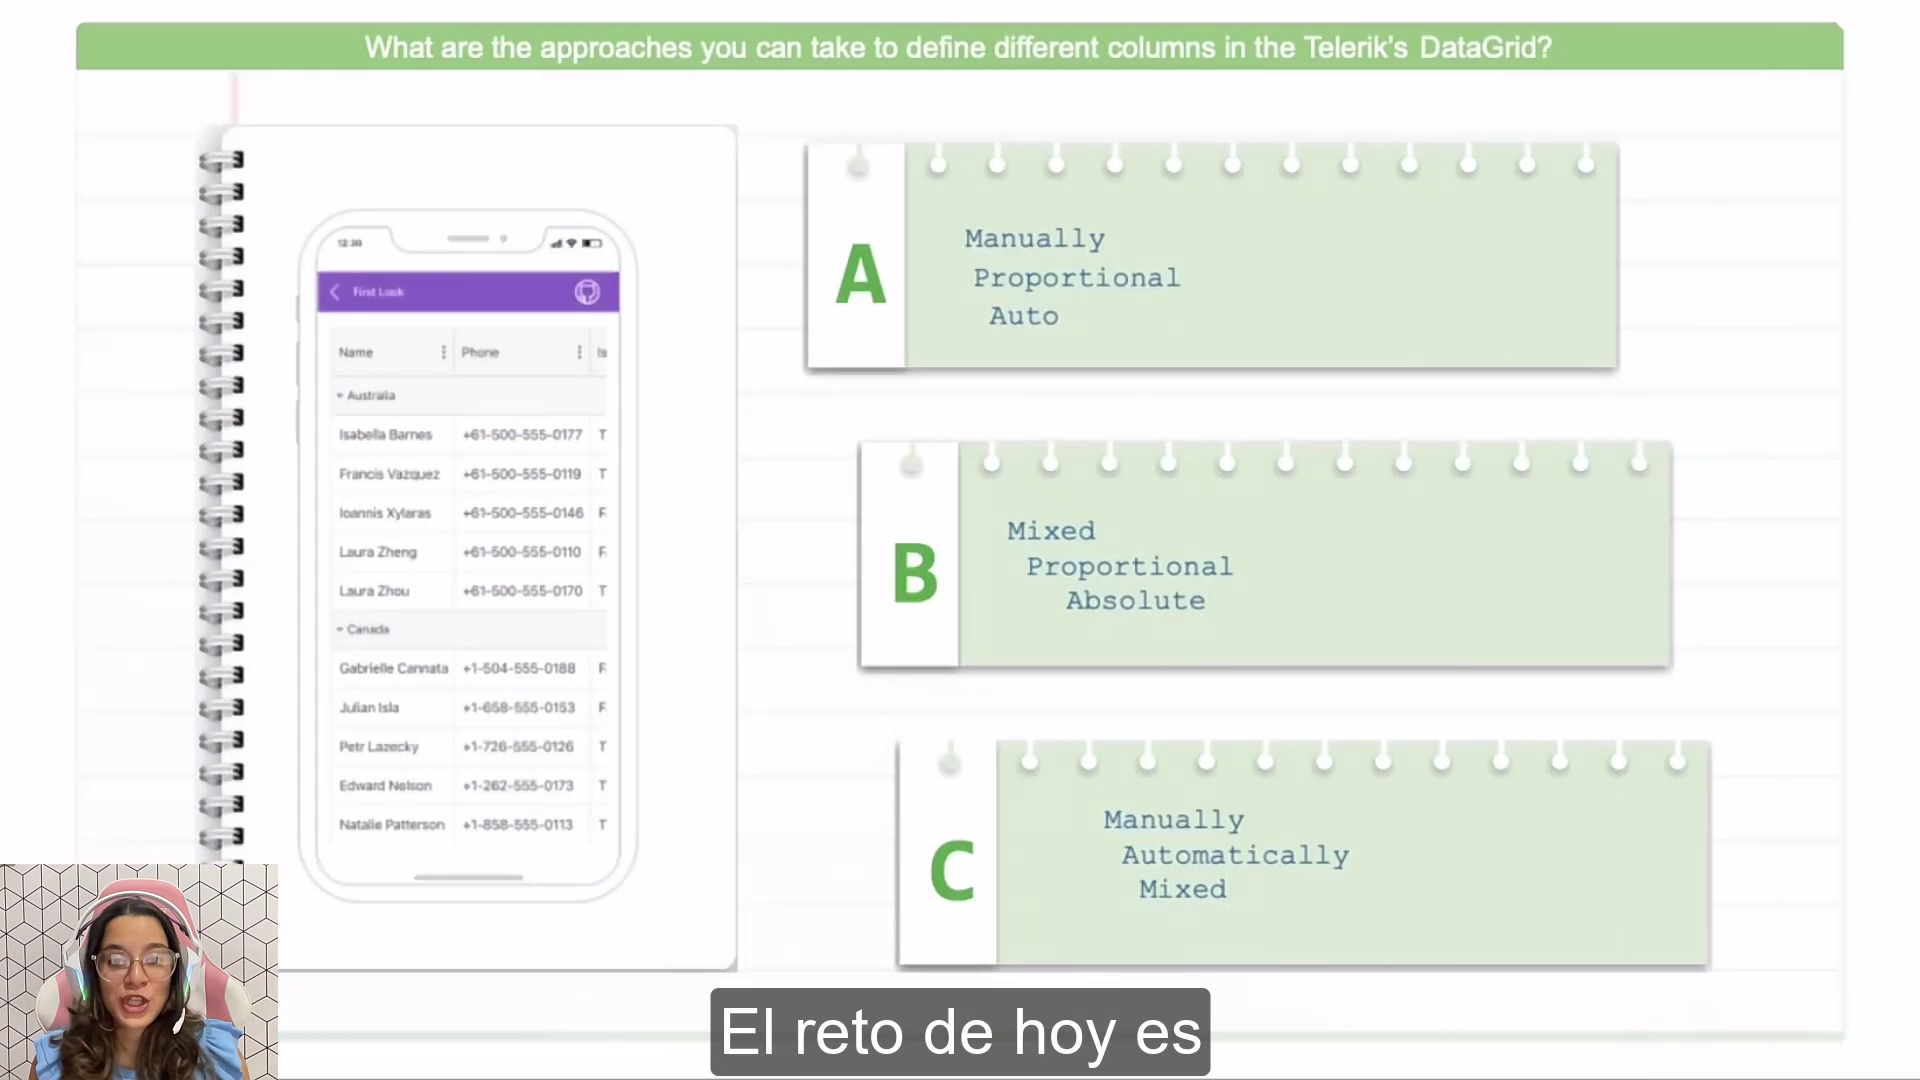 What are the approaches you can take to define different columns in the Telerik's DataGrid?
12:30
First Look
Name
Phone
Is
Australia
Isabella Barnes +61-500-555-0177 T
Francis Vazquez +61-500-555-0119 T
Ioannis Xylaras +61-500-555-0146 F
Laura Zheng +61-500-555-0110 F
Laura Zhou +61-500-555-0170 T
Canada
Gabrielle Cannata +1-504-555-0188 F
Julian Isla +1-658-555-0153 F
Petr Lazecky +1-726-555-0126 T
Edward Nelson +1-262-555-0173 T
Natalie Patterson +1-858-555-0113 T
A
Manually
Proportional
Auto
B
Mixed
Proportional
Absolute
C
Manually
Automatically
Mixed
El reto de hoy es